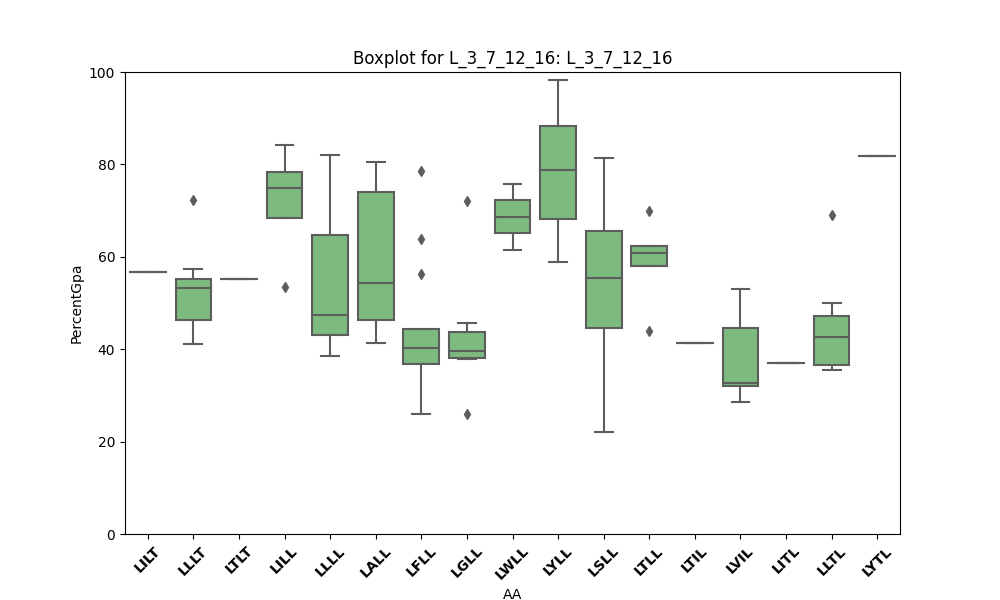 Boxplot for L_3_7_12_16: L_3_7_12_16
100
80
60
40
20
0
PercentGpa
LILT LLLT LTLT LILL LLLL LALL LFLL LGLL LWLL LYLL LSLL LTLL LTIL LVIL LITL LLTL LYTL
AA